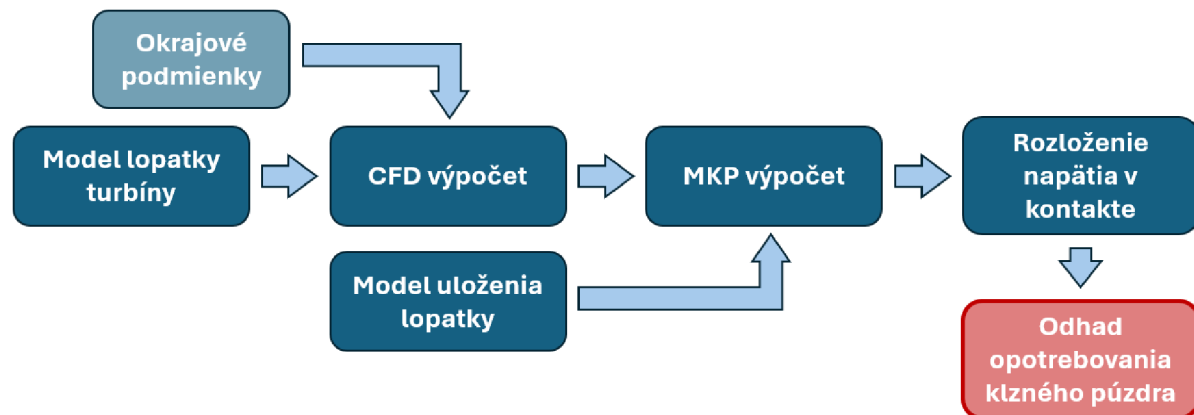 Okrajové
podmienky
Model lopatky
turbíny
CFD výpočet
MKP výpočet
Rozloženie
napätia v
kontakte
Model uloženia
lopatky
Odhad
opotrebovania
klzného púzdra